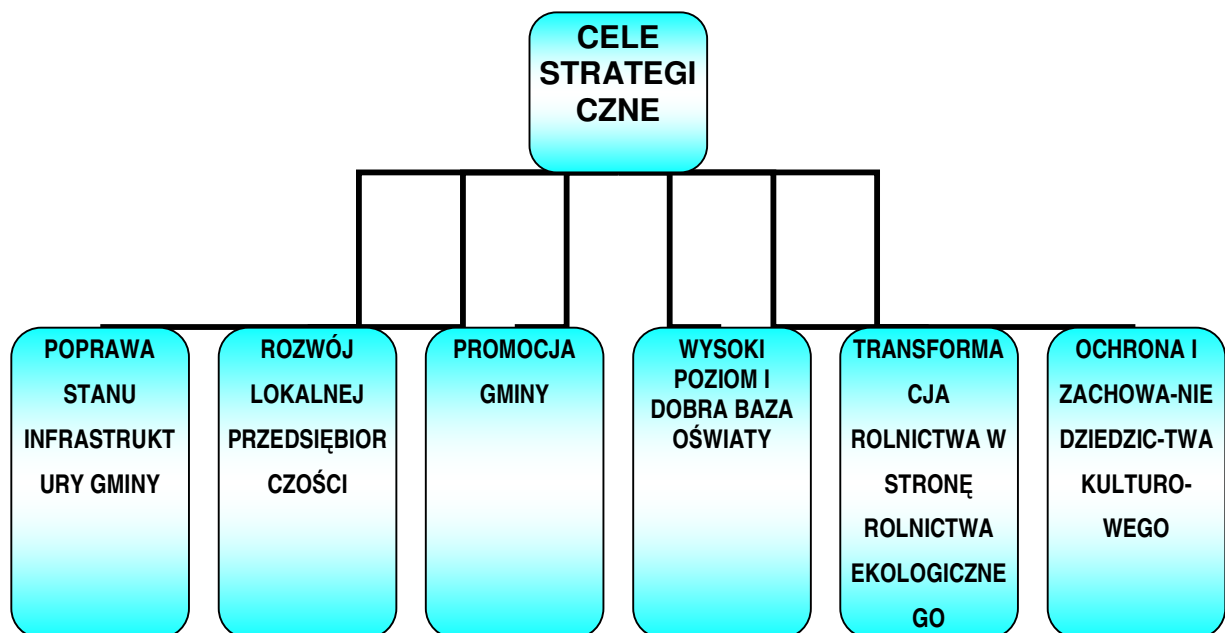 CELE
STRATEGI
CZNE
POPRAWA
STANU
INFRASTRUKT
URY GMINY
ROZWÓJ
LOKALNEJ
PRZEDSIĘBIOR
CZOŚCI
PROMOCJA
GMINY
WYSOKI
POZIOM I
DOBRA BAZA
OŚWIATY
TRANSFORMA
CJA
ROLNICTWA W
STRONĘ
ROLNICTWA
EKOLOGICZNE
GO
OCHRONA I
ZACHOWA-NIE
DZIEDZIC-TWA
KULTURO-
WEGO